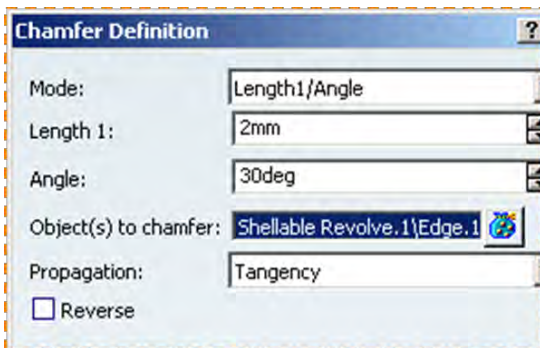 Chamfer Definition ?
Mode: Length1/Angle
Length 1: 2mm
Angle: 30deg
Object(s) to chamfer: Shellable Revolve.1\Edge.1
Propagation: Tangency
Reverse